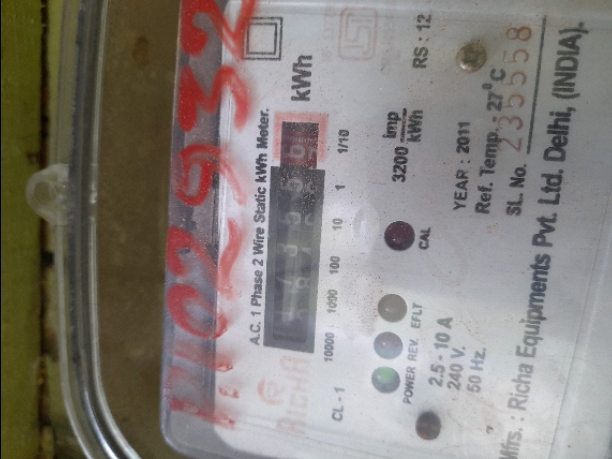 1102932
A.C. 1 Phase 2 Wire Static kWh Meter.
kWh
10000 1000 100 10 1 1/10
RICHA
CL - 1
3200 imp/kWh
RS : 12
POWER REV. EFLT
CAL
2.5 - 10 A
240 V.
50 Hz.
YEAR : 2011
Ref. Temp. - 27°C
SL. No. 235558
Mfrs. : Richa Equipments Pvt. Ltd. Delhi, (INDIA).